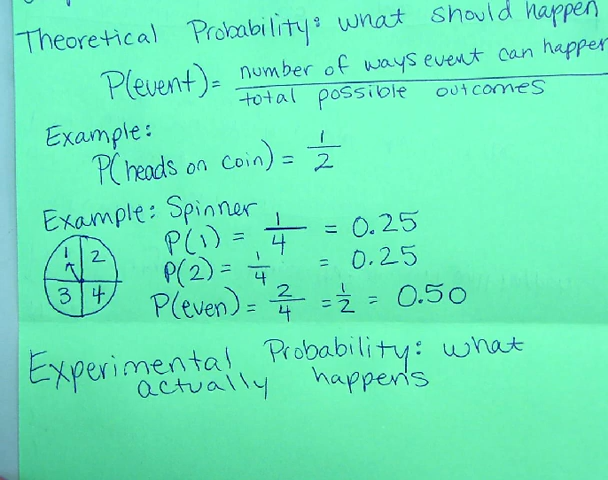 Theoretical Probability: what should happen
P(event) = number of ways event can happen
total possible outcomes
Example:
P(heads on coin) = 1/2
Example: Spinner
1 2
3 4
P(1) = 1/4 = 0.25
P(2) = 1/4 = 0.25
P(even) = 2/4 = 1/2 = 0.50
Experimental Probability: what
actually happens